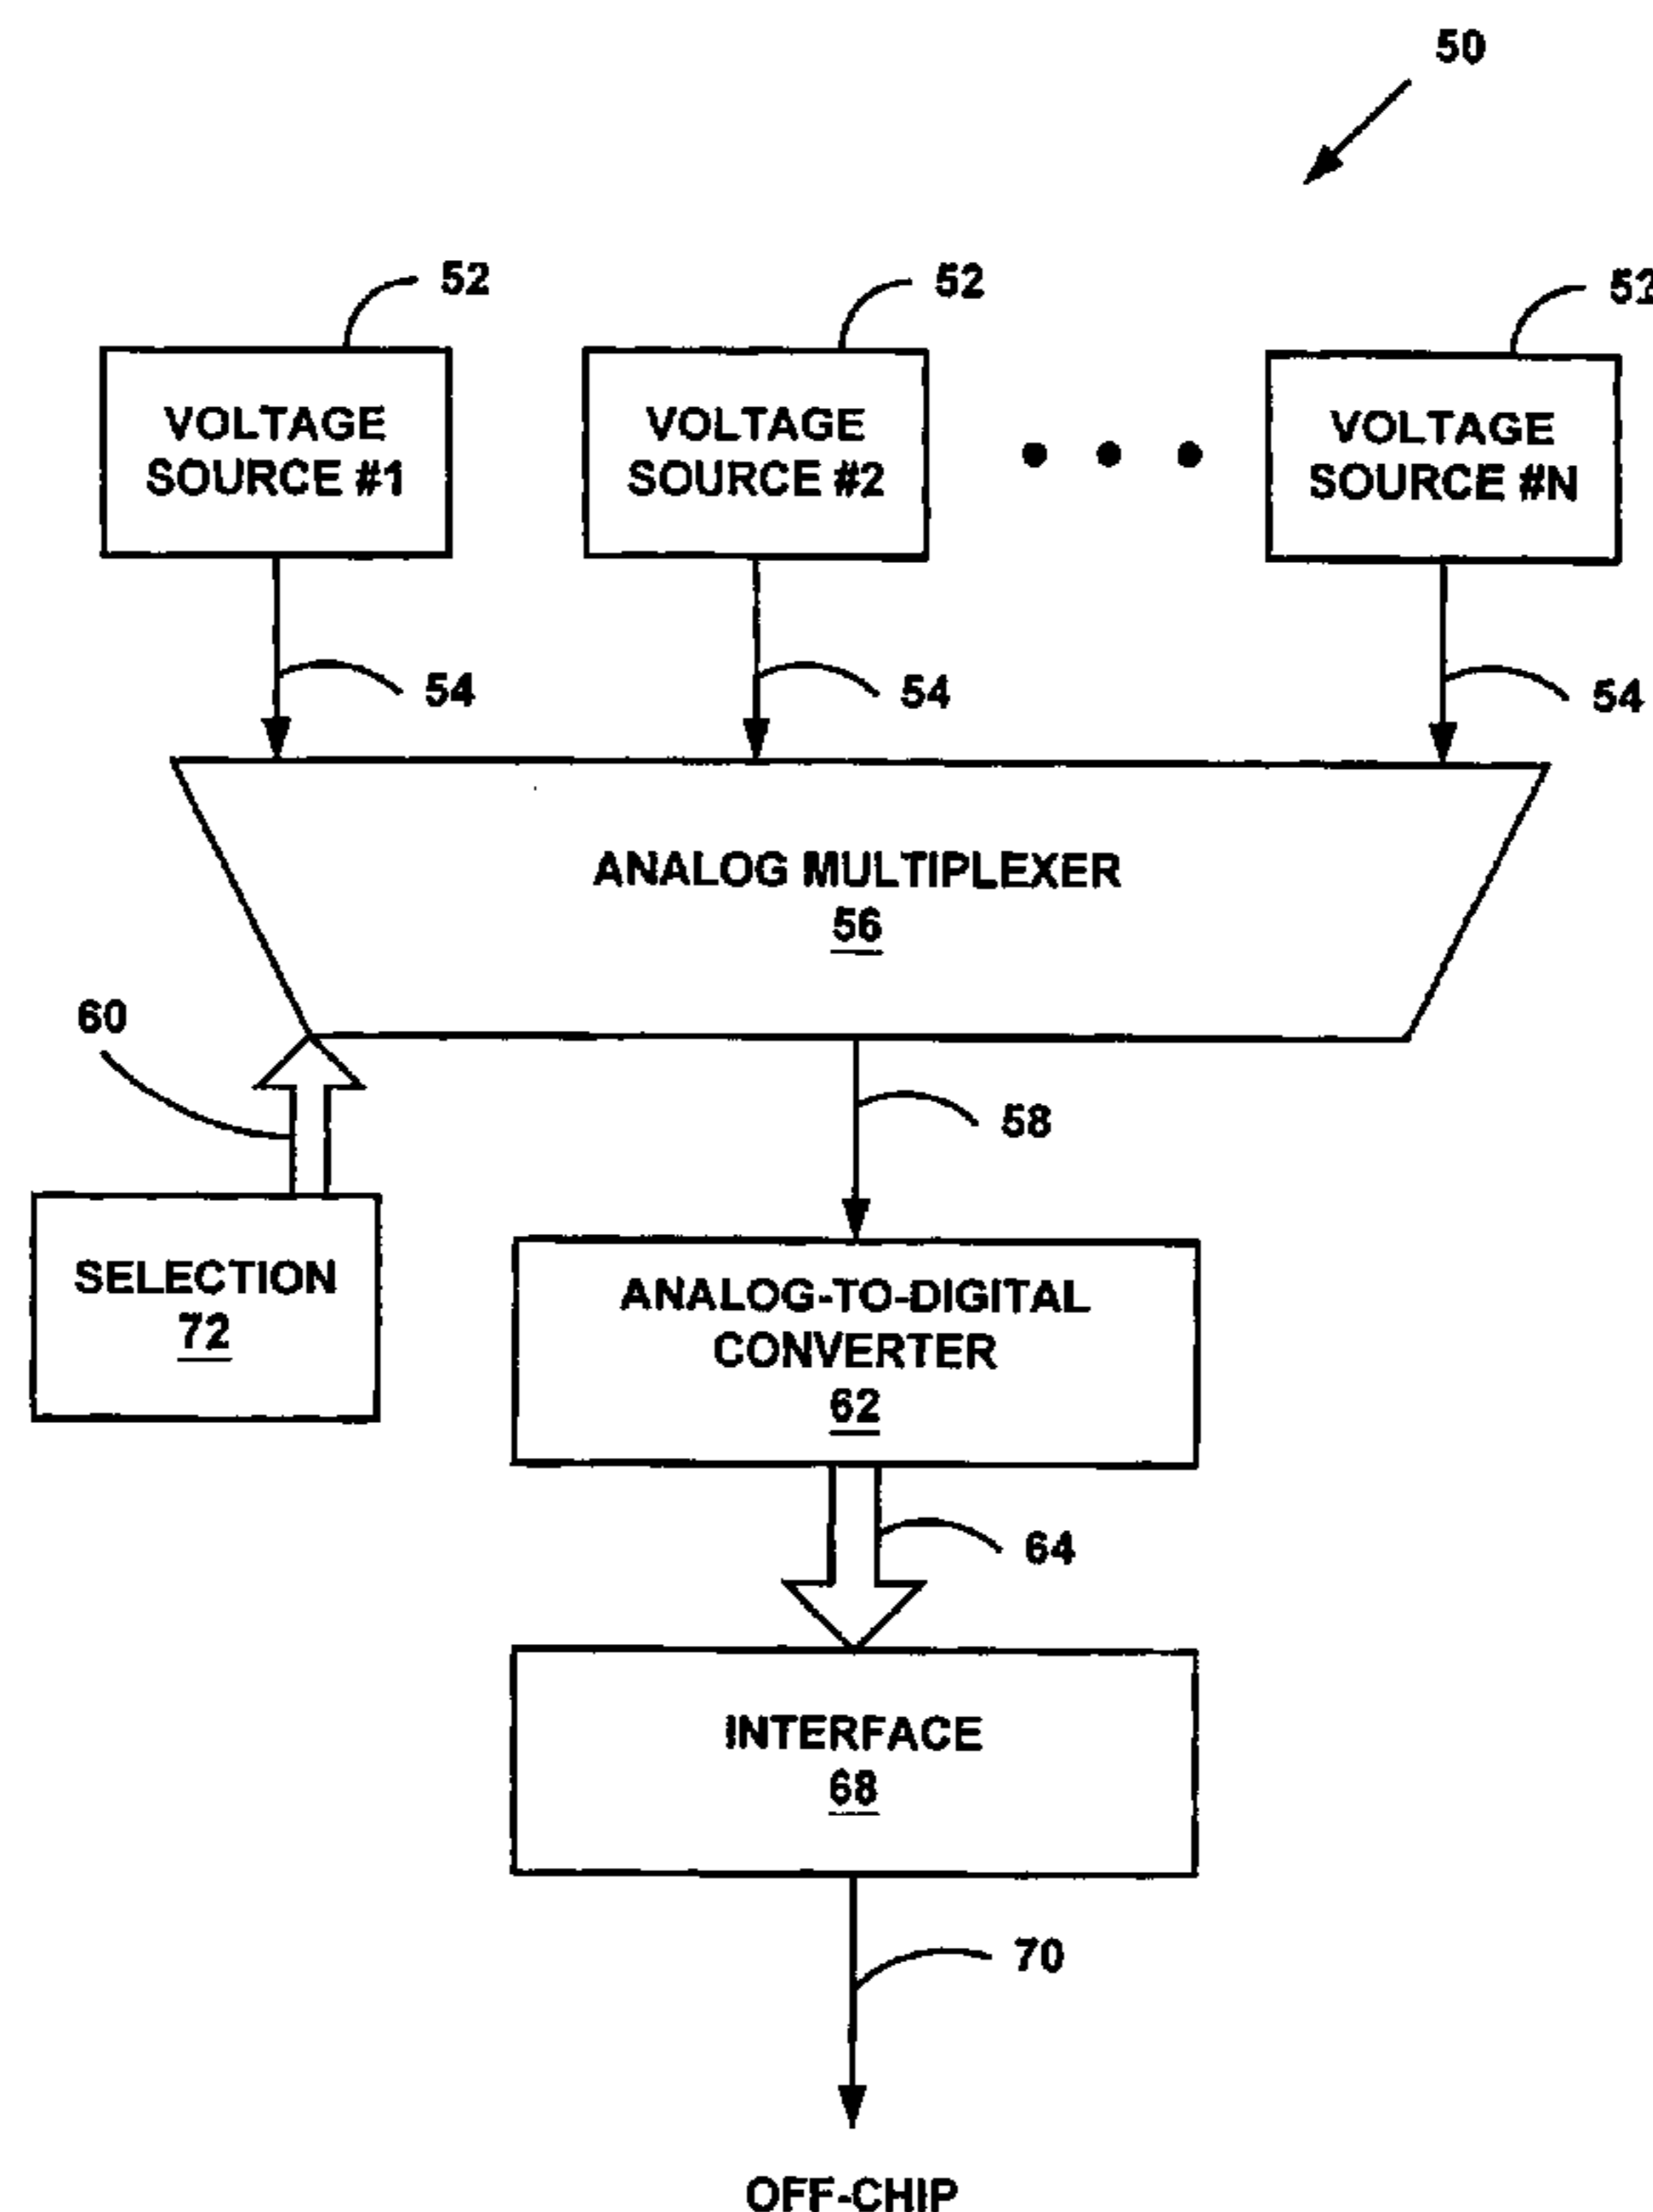 50
52
52
VOLTAGE
SOURCE #1
VOLTAGE
SOURCE #2
VOLTAGE
SOURCE #N
54
54
54
ANALOG MULTIPLEXER
56
60
58
SELECTION
72
ANALOG-TO-DIGITAL
CONVERTER
62
64
INTERFACE
68
70
OFF-CHIP